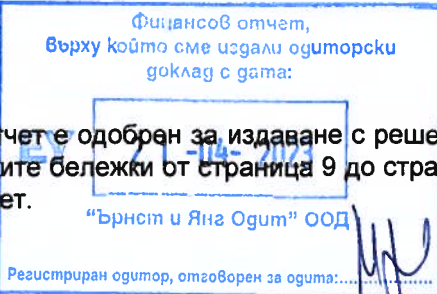 Финансов отчет,
върху който сме издали одиторски
доклад с дата:
тчет е одобрен за издаване с реше
21 -04- 2023
ите бележки от страница 9 до стра
ет.
"Ърнст и Янг Одит" ООД
Регистриран одитор, отговорен за одита: